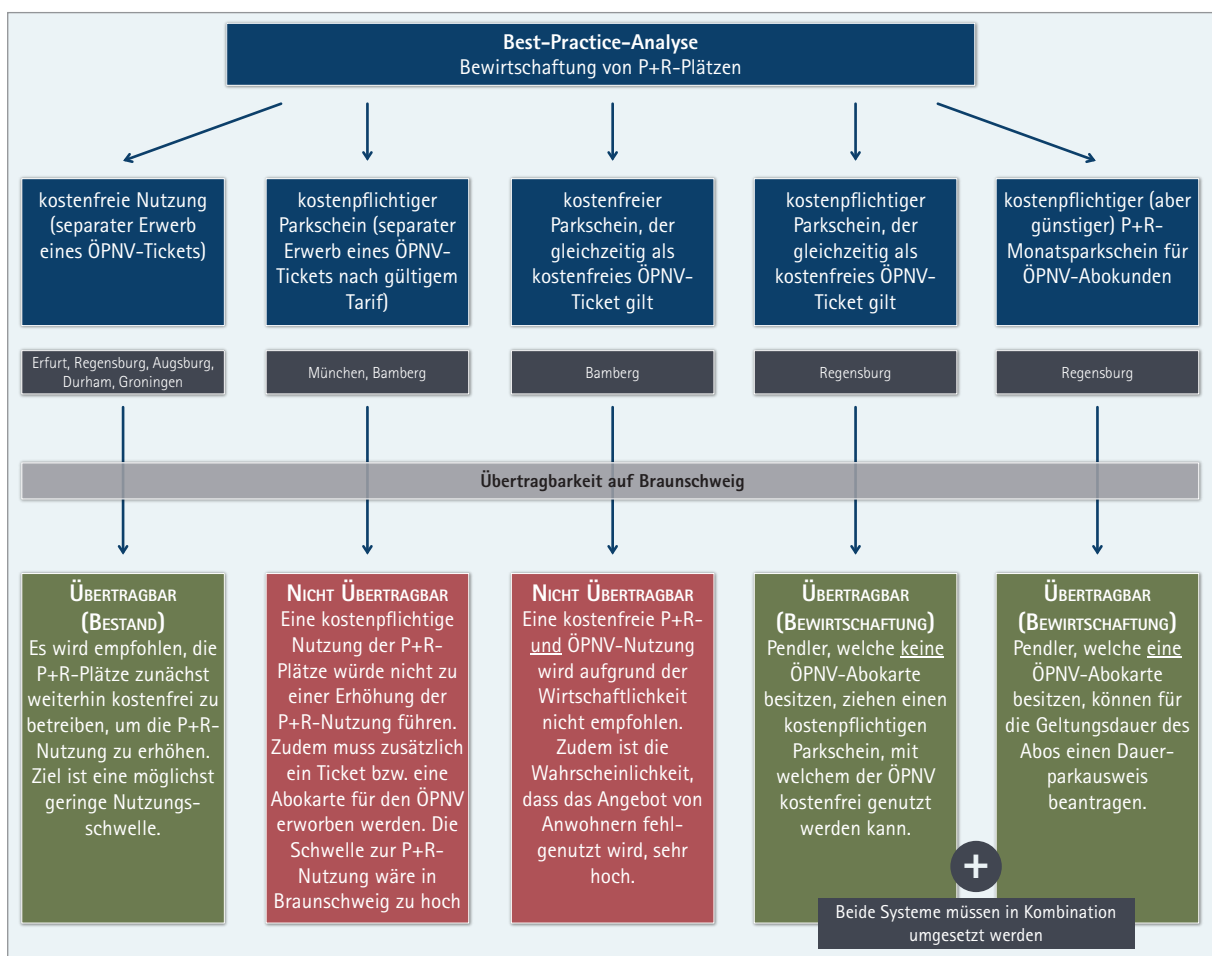 Best-Practice-Analyse
Bewirtschaftung von P+R-Plätzen
kostenfreie Nutzung
(separater Erwerb
eines ÖPNV-Tickets)
kostenpflichtiger
Parkschein (separater
Erwerb eines ÖPNV-
Tickets nach gültigem
Tarif)
kostenfreier
Parkschein, der
gleichzeitig als
kostenfreies ÖPNV-
Ticket gilt
kostenpflichtiger
Parkschein, der
gleichzeitig als
kostenfreies ÖPNV-
Ticket gilt
kostenpflichtiger (aber
günstiger) P+R-
Monatsparkschein für
ÖPNV-Abokunden
Erfurt, Regensburg, Augsburg,
Durham, Groningen
München, Bamberg
Bamberg
Regensburg
Regensburg
Übertragbarkeit auf Braunschweig
ÜBERTRAGBAR
(BESTAND)
Es wird empfohlen, die
P+R-Plätze zunächst
weiterhin kostenfrei zu
betreiben, um die P+R-
Nutzung zu erhöhen.
Ziel ist eine möglichst
geringe Nutzungs-
schwelle.
NICHT ÜBERTRAGBAR
Eine kostenpflichtige
Nutzung der P+R-
Plätze würde nicht zu
einer Erhöhung der
P+R-Nutzung führen.
Zudem muss zusätzlich
ein Ticket bzw. eine
Abokarte für den ÖPNV
erworben werden. Die
Schwelle zur P+R-
Nutzung wäre in
Braunschweig zu hoch
NICHT ÜBERTRAGBAR
Eine kostenfreie P+R-
und ÖPNV-Nutzung
wird aufgrund der
Wirtschaftlichkeit
nicht empfohlen.
Zudem ist die
Wahrscheinlichkeit,
dass das Angebot von
Anwohnern fehl-
genutzt wird, sehr
hoch.
ÜBERTRAGBAR
(BEWIRTSCHAFTUNG)
Pendler, welche keine
ÖPNV-Abokarte
besitzen, ziehen einen
kostenpflichtigen
Parkschein, mit
welchem der ÖPNV
kostenfrei genutzt
werden kann.
ÜBERTRAGBAR
(BEWIRTSCHAFTUNG)
Pendler, welche eine
ÖPNV-Abokarte
besitzen, können für
die Geltungsdauer des
Abos einen Dauer-
parkausweis
beantragen.
+
Beide Systeme müssen in Kombination
umgesetzt werden